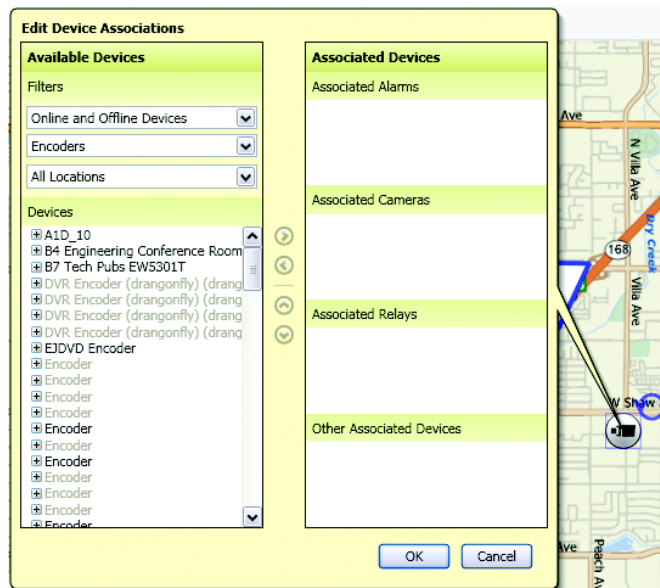 Edit Device Associations
Available Devices
Filters
Online and Offline Devices
Encoders
All Locations
Devices
A1D_10
B4 Engineering Conference Room
B7 Tech Pubs EWS301T
DVR Encoder (drangonfly) (drang
DVR Encoder (drangonfly) (drang
DVR Encoder (drangonfly) (drang
DVR Encoder (drangonfly) (drang
EJDVD Encoder
Encoder
Encoder
Encoder
Encoder
Encoder
Encoder
Encoder
Encoder
Encoder
Encoder
Associated Devices
Associated Alarms
Associated Cameras
Associated Relays
Other Associated Devices
OK
Cancel
Ave
N Villa Ave
Dry Creek
168
Villa Ave
W Shaw
Ave
Peach Av